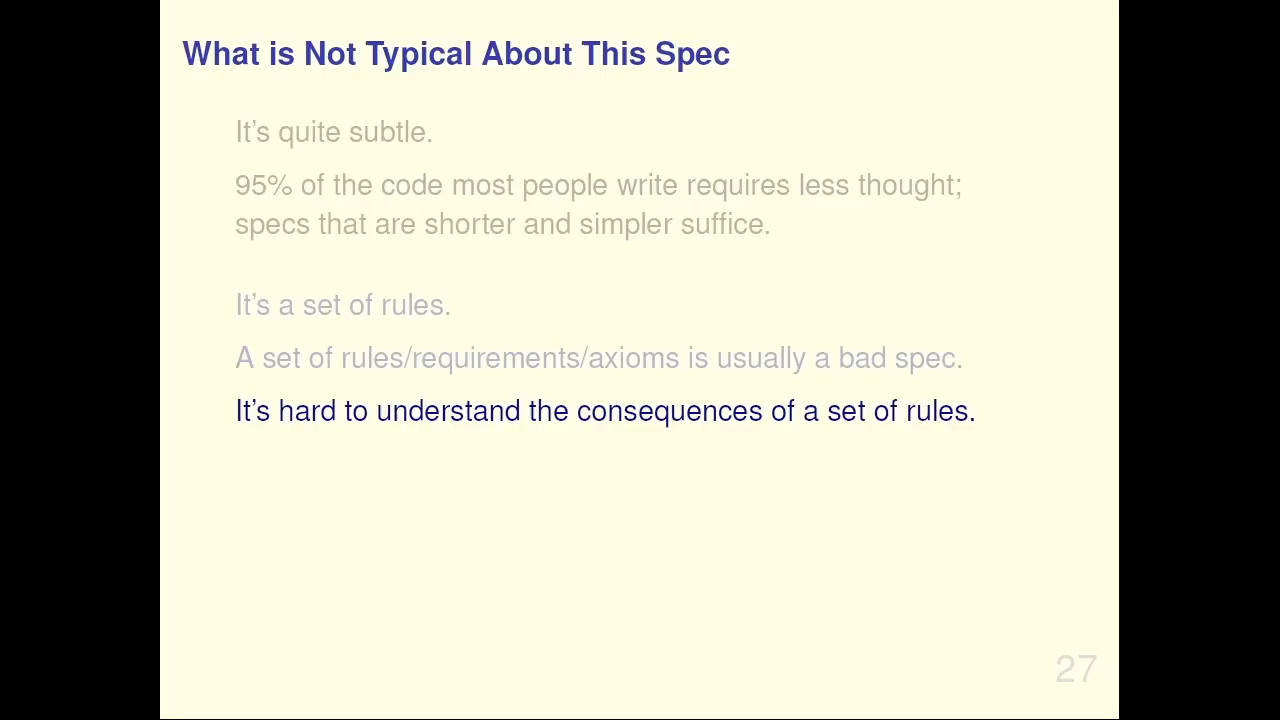 What is Not Typical About This Spec
It's quite subtle.
95% of the code most people write requires less thought;
specs that are shorter and simpler suffice.
It's a set of rules.
A set of rules/requirements/axioms is usually a bad spec.
It's hard to understand the consequences of a set of rules.
27